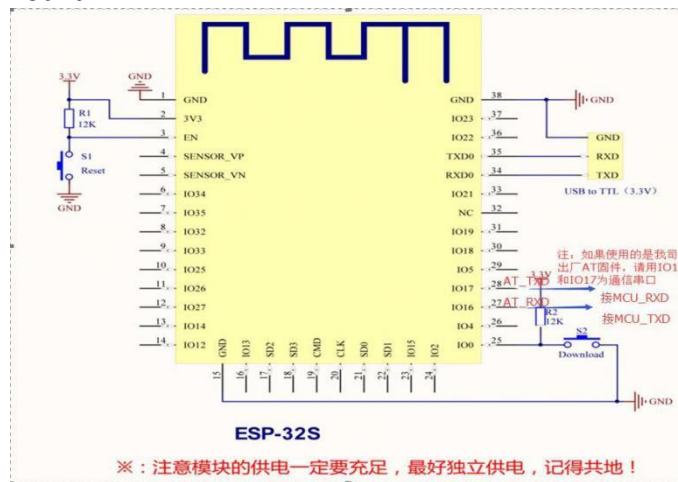 3.3V
GND
R1
12K
S1
Reset
GND
1 GND
2 3V3
3 EN
4 SENSOR_VP
5 SENSOR_VN
6 IO34
7 IO35
8 IO32
9 IO33
10 IO25
11 IO26
12 IO27
13 IO14
14 IO12
GND 15
IO13 16
SD2 17
SD3 18
CMD 19
CLK 20
SD0 21
SD1 22
IO15 23
IO2 24
GND 38
IO23 37
IO22 36
TXD0 35
RXD0 34
IO21 33
NC 32
IO19 31
IO18 30
IO5 29
IO17 28
IO16 27
IO4 26
IO0 25
GND
GND
RXD
TXD
USB to TTL（3.3V）
注：如果使用的是我司
出厂AT固件，请用IO1
和IO17为通信串口
3.3V
AT_TXD
接MCU_RXD
AT_RXD
接MCU_TXD
R2
12K
S2
Download
GND
ESP-32S
※：注意模块的供电一定要充足，最好独立供电，记得共地！